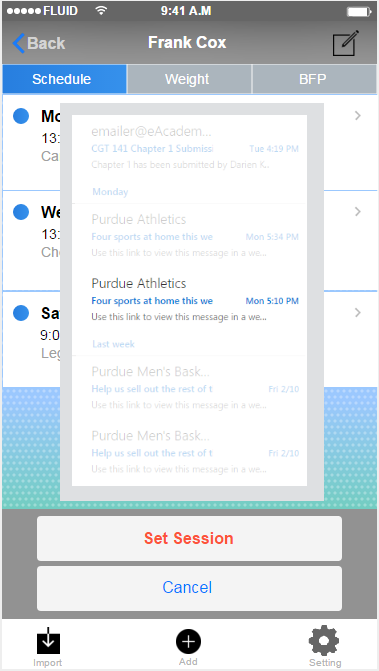 FLUID 9:41 A.M
Back Frank Cox
Schedule Weight BFP
Mo
13:
Ca
We
13:
Che
Sa
9:0
Leg
emailer@eAcadem...
CGT 141 Chapter 1 Submissi Tue 4:19 PM
Chapter 1 has been submitted by Darien K...
Monday
Purdue Athletics
Four sports at home this we Mon 5:34 PM
Use this link to view this message in a we...
Purdue Athletics
Four sports at home this we Mon 5:10 PM
Use this link to view this message in a we...
Last week
Purdue Men's Bask...
Help us sell out the rest of t Fri 2/10
Use this link to view this message in a we...
Purdue Men's Bask...
Help us sell out the rest of t Fri 2/10
Use this link to view this message in a we...
Set Session
Cancel
Import Add Setting